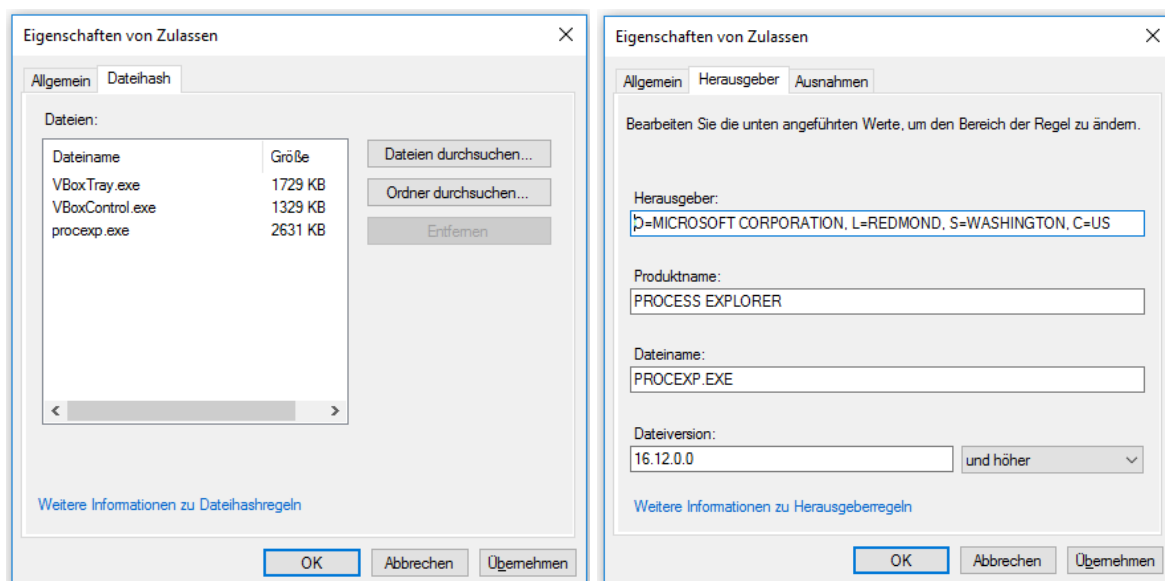 Eigenschaften von Zulassen
Allgemein
Dateihash
Dateien:
Dateiname Größe
VBoxTray.exe 1729 KB
VBoxControl.exe 1329 KB
procexp.exe 2631 KB
Dateien durchsuchen...
Ordner durchsuchen...
Entfernen
Weitere Informationen zu Dateihashregeln
OK
Abbrechen
Übernehmen
Eigenschaften von Zulassen
Allgemein
Herausgeber
Ausnahmen
Bearbeiten Sie die unten angeführten Werte, um den Bereich der Regel zu ändern.
Herausgeber:
O=MICROSOFT CORPORATION, L=REDMOND, S=WASHINGTON, C=US
Produktname:
PROCESS EXPLORER
Dateiname:
PROCEXP.EXE
Dateiversion:
16.12.0.0
und höher
Weitere Informationen zu Herausgeberregeln
OK
Abbrechen
Übernehmen